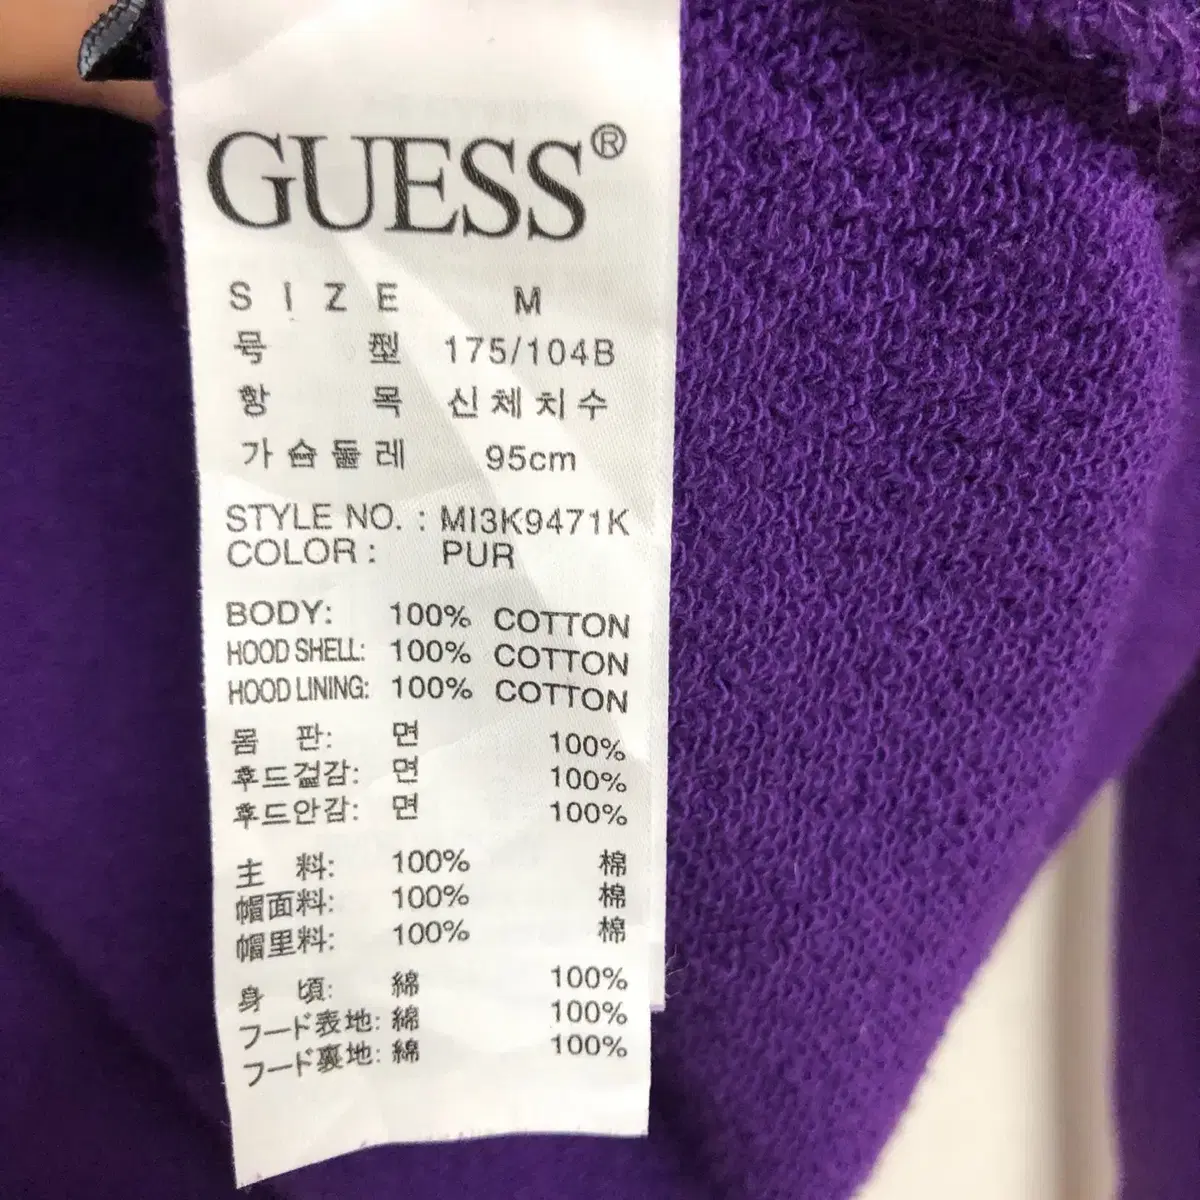 GUESS®
SIZE M
号型 175/104B
항목 신체치수
가슴둘레 95cm
STYLE NO. : MI3K9471K
COLOR : PUR
BODY: 100% COTTON
HOOD SHELL: 100% COTTON
HOOD LINING: 100% COTTON
몸판: 면 100%
후드겉감: 면 100%
후드안감: 면 100%
主料: 100% 棉
帽面料: 100% 棉
帽里料: 100% 棉
身頃: 綿 100%
フード表地: 綿 100%
フード裏地: 綿 100%